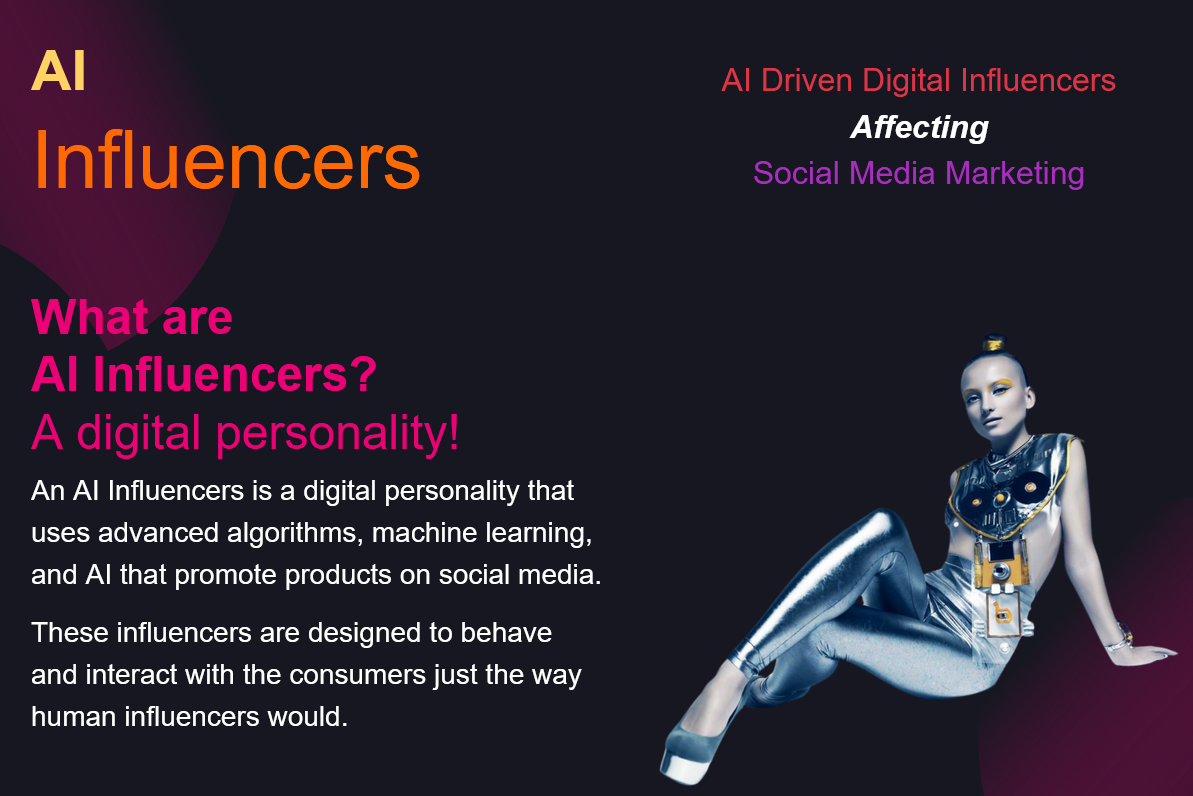 AI
Influencers
AI Driven Digital Influencers
Affecting
Social Media Marketing
What are
AI Influencers?
A digital personality!
An AI Influencers is a digital personality that
uses advanced algorithms, machine learning,
and AI that promote products on social media.
These influencers are designed to behave
and interact with the consumers just the way
human influencers would.